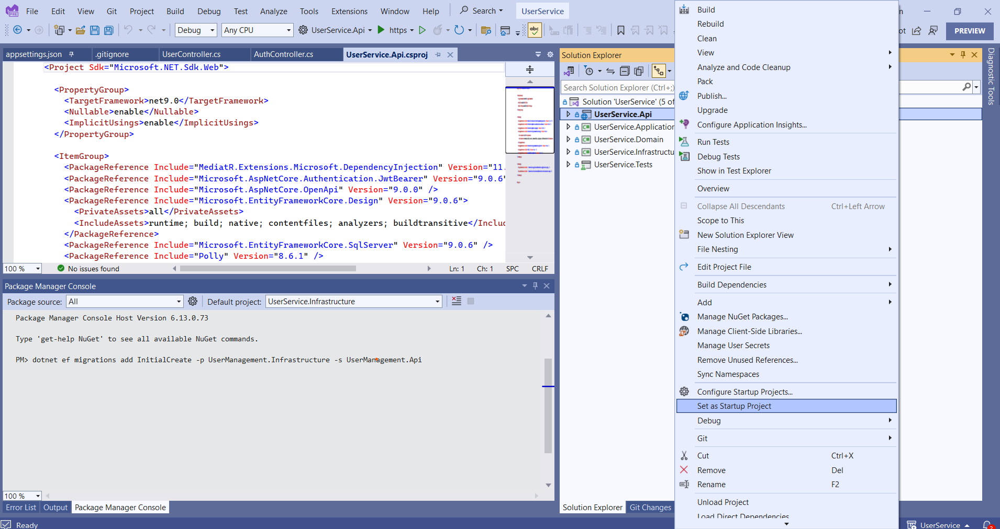 File Edit View Git Project Build Debug Test Analyze Tools Extensions Window Help Search UserService
Debug Any CPU UserService.Api https abc PREVIEW
appsettings.json .gitignore UserController.cs AuthController.cs UserService.Api.csproj
<Project Sdk="Microsoft.NET.Sdk.Web">
<PropertyGroup>
<TargetFramework>net9.0</TargetFramework>
<Nullable>enable</Nullable>
<ImplicitUsings>enable</ImplicitUsings>
</PropertyGroup>
<ItemGroup>
<PackageReference Include="MediatR.Extensions.Microsoft.DependencyInjection" Version="11.
<PackageReference Include="Microsoft.AspNetCore.Authentication.JwtBearer" Version="9.0.6"
<PackageReference Include="Microsoft.AspNetCore.OpenApi" Version="9.0.0" />
<PackageReference Include="Microsoft.EntityFrameworkCore.Design" Version="9.0.6">
<PrivateAssets>all</PrivateAssets>
<IncludeAssets>runtime; build; native; contentfiles; analyzers; buildtransitive</Inclu
</PackageReference>
<PackageReference Include="Microsoft.EntityFrameworkCore.SqlServer" Version="9.0.6" />
<PackageReference Include="Polly" Version="8.6.1" />
100 % No issues found Ln: 1 Ch: 1 SPC CRLF
Package Manager Console
Package source: All Default project: UserService.Infrastructure
Package Manager Console Host Version 6.13.0.73
Type 'get-help NuGet' to see all available NuGet commands.
PM> dotnet ef migrations add InitialCreate -p UserManagement.Infrastructure -s UserManagement.Api
100 %
Error List Output Package Manager Console
Ready
Solution Explorer
Search Solution Explorer (Ctrl+;)
Solution 'UserService' (5 of
UserService.Api
UserService.Application
UserService.Domain
UserService.Infrastructu
UserService.Tests
Solution Explorer Git Changes
Build
Rebuild
Clean
View
Analyze and Code Cleanup
Pack
Publish...
Upgrade
Configure Application Insights...
Run Tests
Debug Tests
Show in Test Explorer
Overview
Collapse All Descendants Ctrl+Left Arrow
Scope to This
New Solution Explorer View
File Nesting
Edit Project File
Build Dependencies
Add
Manage NuGet Packages...
Manage Client-Side Libraries...
Manage User Secrets
Remove Unused References...
Sync Namespaces
Configure Startup Projects...
Set as Startup Project
Debug
Git
Cut Ctrl+X
Remove Del
Rename F2
Unload Project
Load Direct Dependencies
Diagnostic Tools
UserService